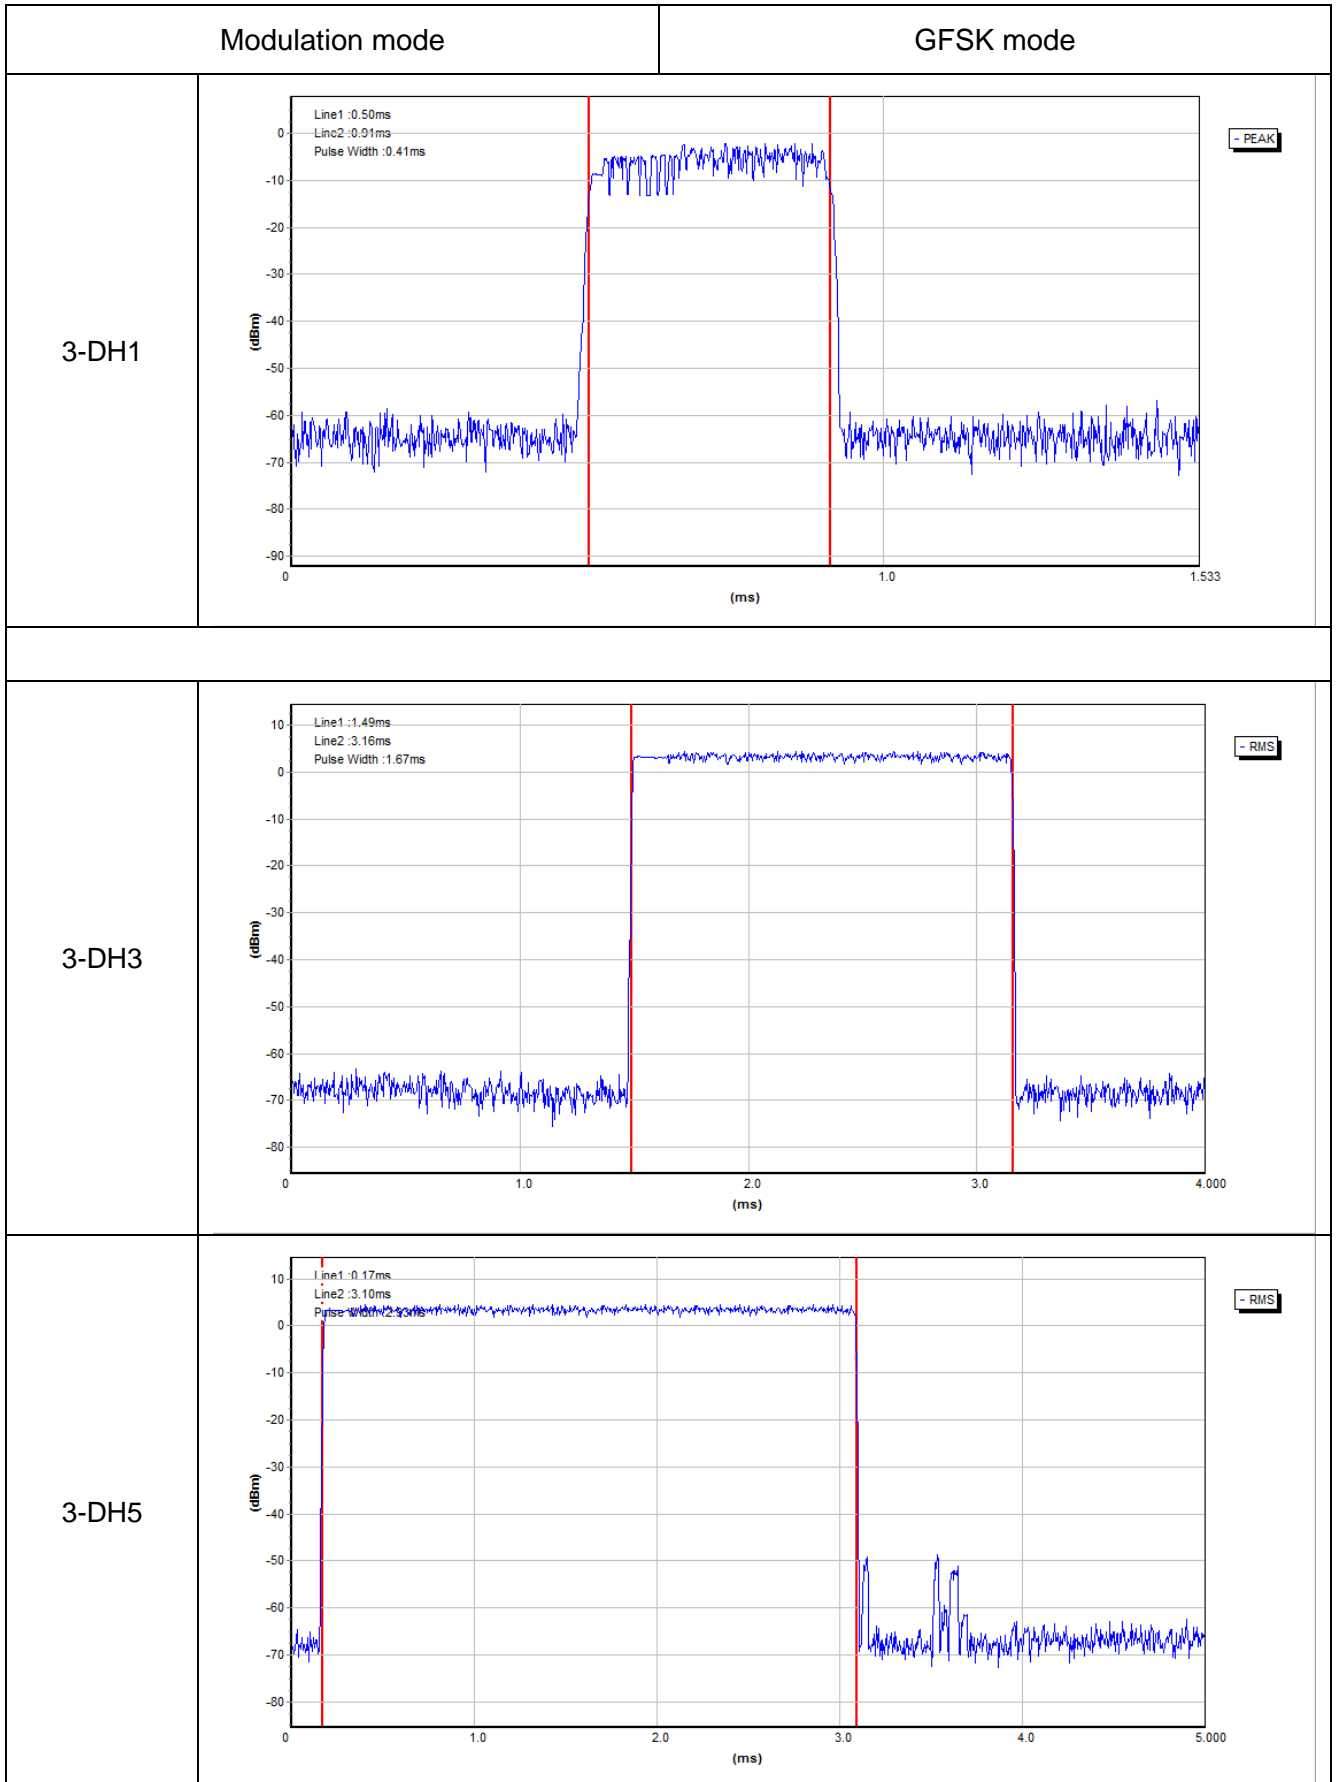 Modulation mode GFSK mode
3-DH1
Line1 :0.50ms
Line2 :0.91ms
Pulse Width :0.41ms
- PEAK
0
-10
-20
-30
-40
-50
-60
-70
-80
-90
(dBm)
0 1.0 1.533
(ms)
3-DH3
Line1 :1.49ms
Line2 :3.16ms
Pulse Width :1.67ms
- RMS
10
0
-10
-20
-30
-40
-50
-60
-70
-80
(dBm)
0 1.0 2.0 3.0 4.000
(ms)
3-DH5
Line1 :0.17ms
Line2 :3.10ms
Pulse Width :2.93ms
- RMS
10
0
-10
-20
-30
-40
-50
-60
-70
-80
(dBm)
0 1.0 2.0 3.0 4.0 5.000
(ms)